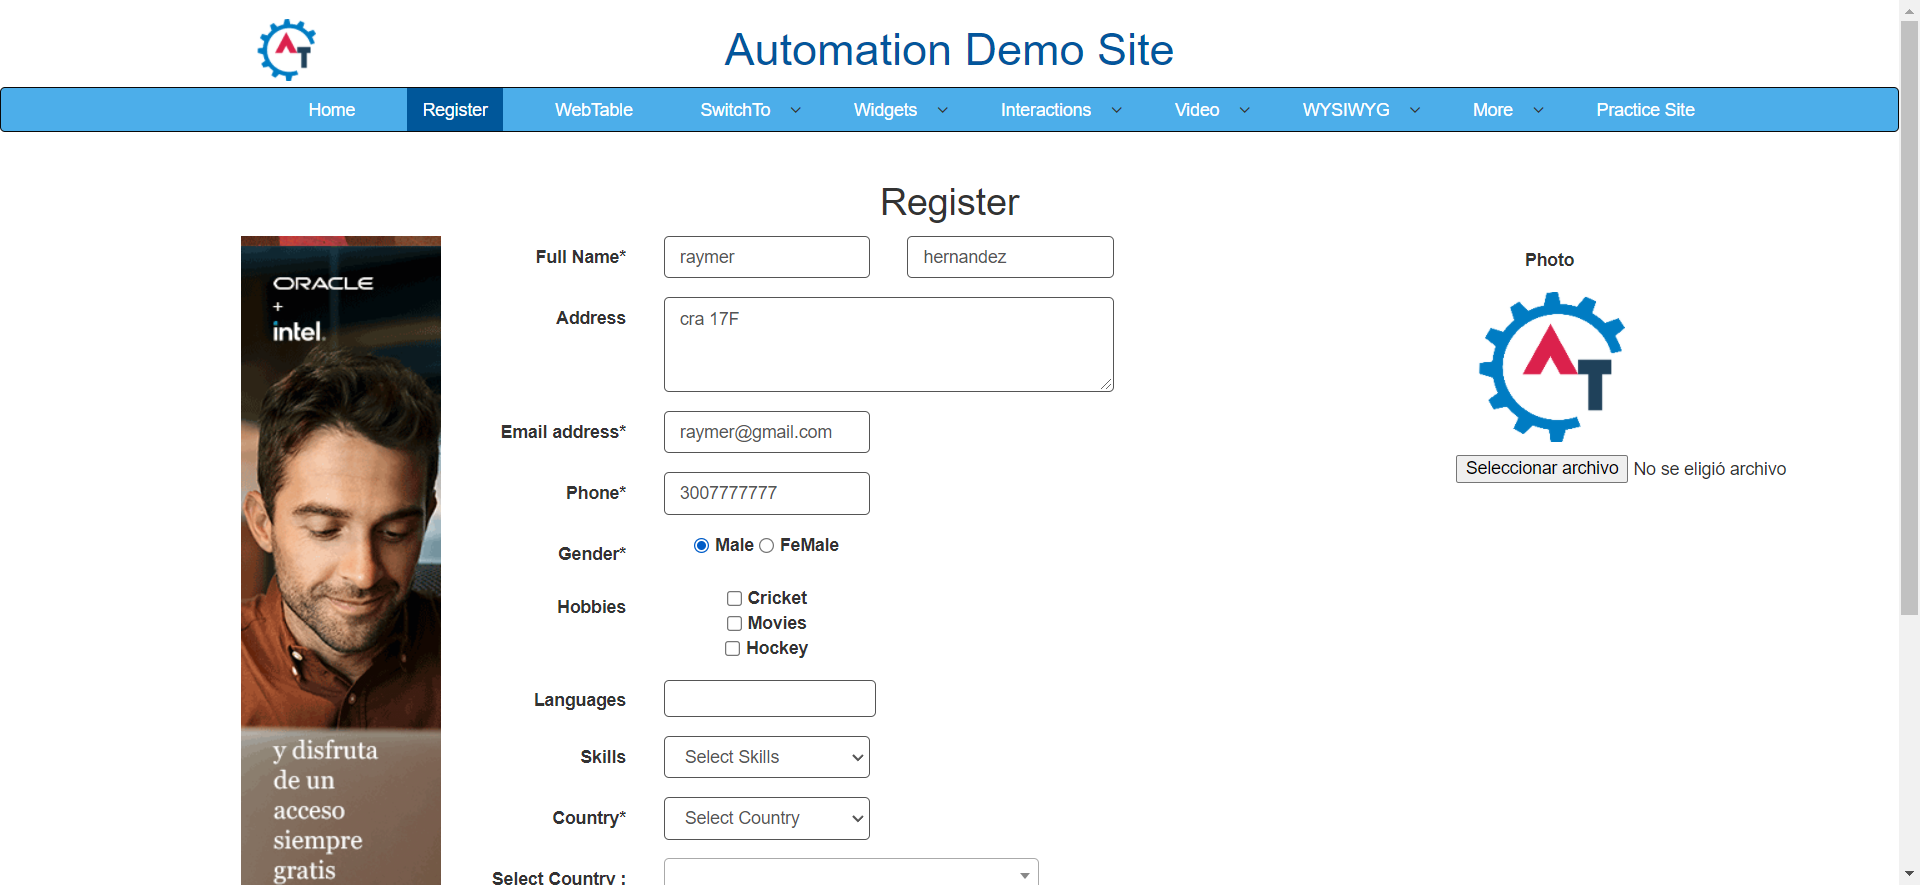 Automation Demo Site
Home Register WebTable SwitchTo Widgets Interactions Video WYSIWYG More Practice Site
Register
ORACLE
+
intel.
y disfruta
de un
acceso
siempre
gratis
Full Name* raymer hernandez
Address cra 17F
Email address* raymer@gmail.com
Phone* 3007777777
Gender* Male FeMale
Hobbies Cricket
Movies
Hockey
Languages
Skills Select Skills
Country* Select Country
Select Country :
Photo
AT
Seleccionar archivo No se eligió archivo